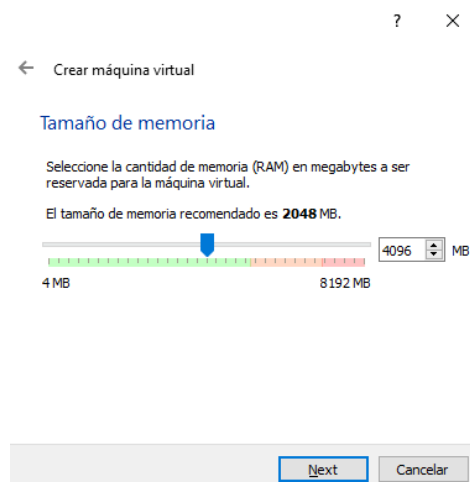 ?
Crear máquina virtual
Tamaño de memoria
Seleccione la cantidad de memoria (RAM) en megabytes a ser
reservada para la máquina virtual.
El tamaño de memoria recomendado es 2048 MB.
4096 MB
4 MB 8192 MB
Next Cancelar